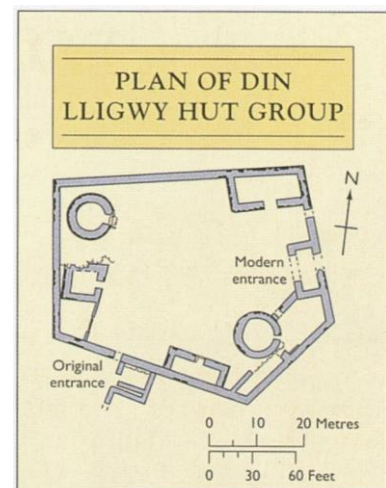 PLAN OF DIN
LLIGWY HUT GROUP
N
Modern
entrance
Original
entrance
0 10 20 Metres
0 30 60 Feet